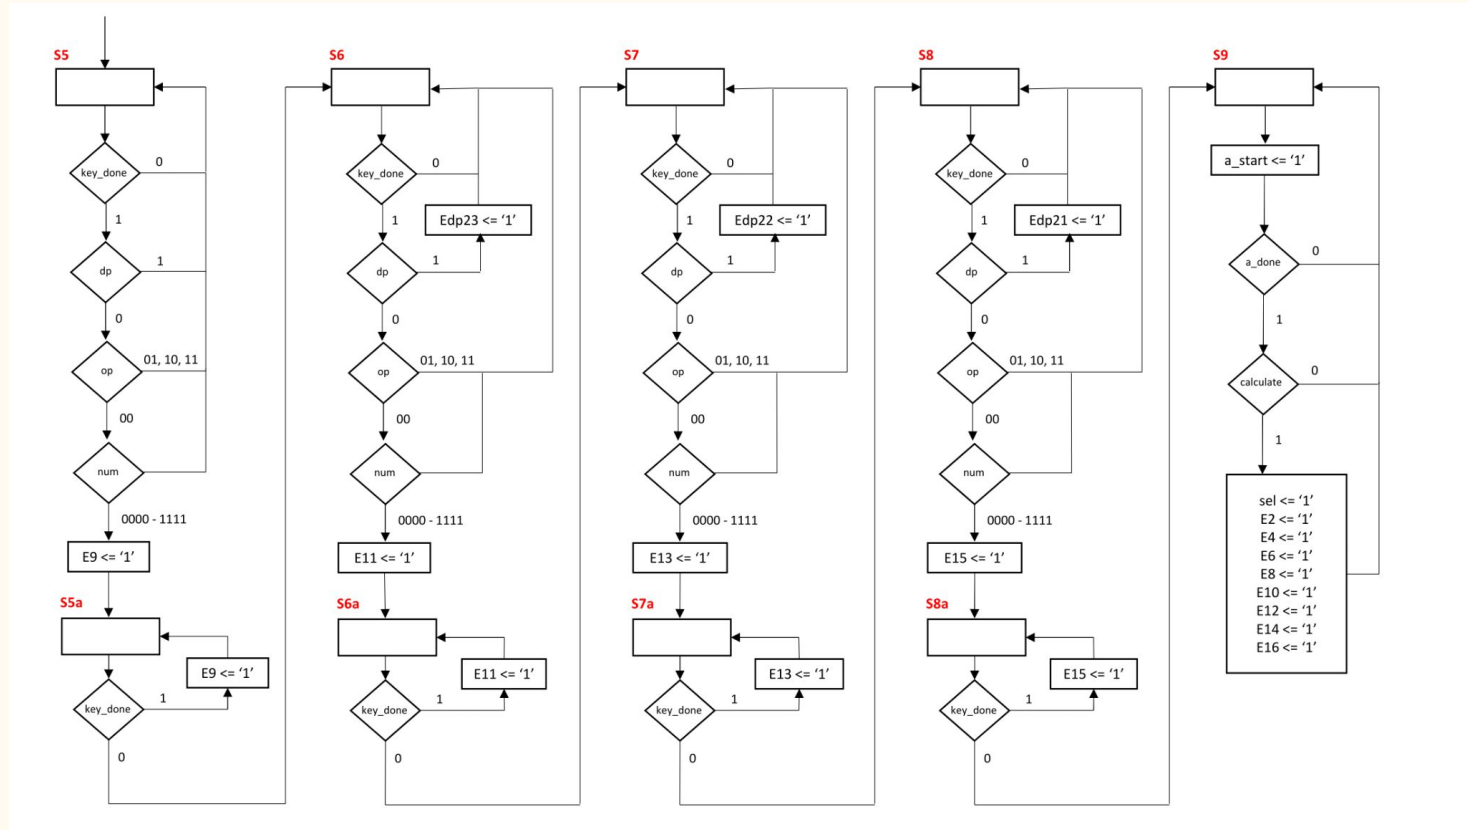 S5
key_done
0
1
dp
1
0
op
01, 10, 11
00
num
0000 - 1111
E9 <= ‘1’
S5a
E9 <= ‘1’
key_done
1
0
S6
key_done
0
Edp23 <= ‘1’
1
dp
1
0
op
01, 10, 11
00
num
0000 - 1111
E11 <= ‘1’
S6a
E11 <= ‘1’
key_done
1
0
S7
key_done
0
Edp22 <= ‘1’
1
dp
1
0
op
01, 10, 11
00
num
0000 - 1111
E13 <= ‘1’
S7a
E13 <= ‘1’
key_done
1
0
S8
key_done
0
Edp21 <= ‘1’
1
dp
1
0
op
01, 10, 11
00
num
0000 - 1111
E15 <= ‘1’
S8a
E15 <= ‘1’
key_done
1
0
S9
a_start <= ‘1’
a_done
0
1
calculate
0
1
sel <= ‘1’
E2 <= ‘1’
E4 <= ‘1’
E6 <= ‘1’
E8 <= ‘1’
E10 <= ‘1’
E12 <= ‘1’
E14 <= ‘1’
E16 <= ‘1’